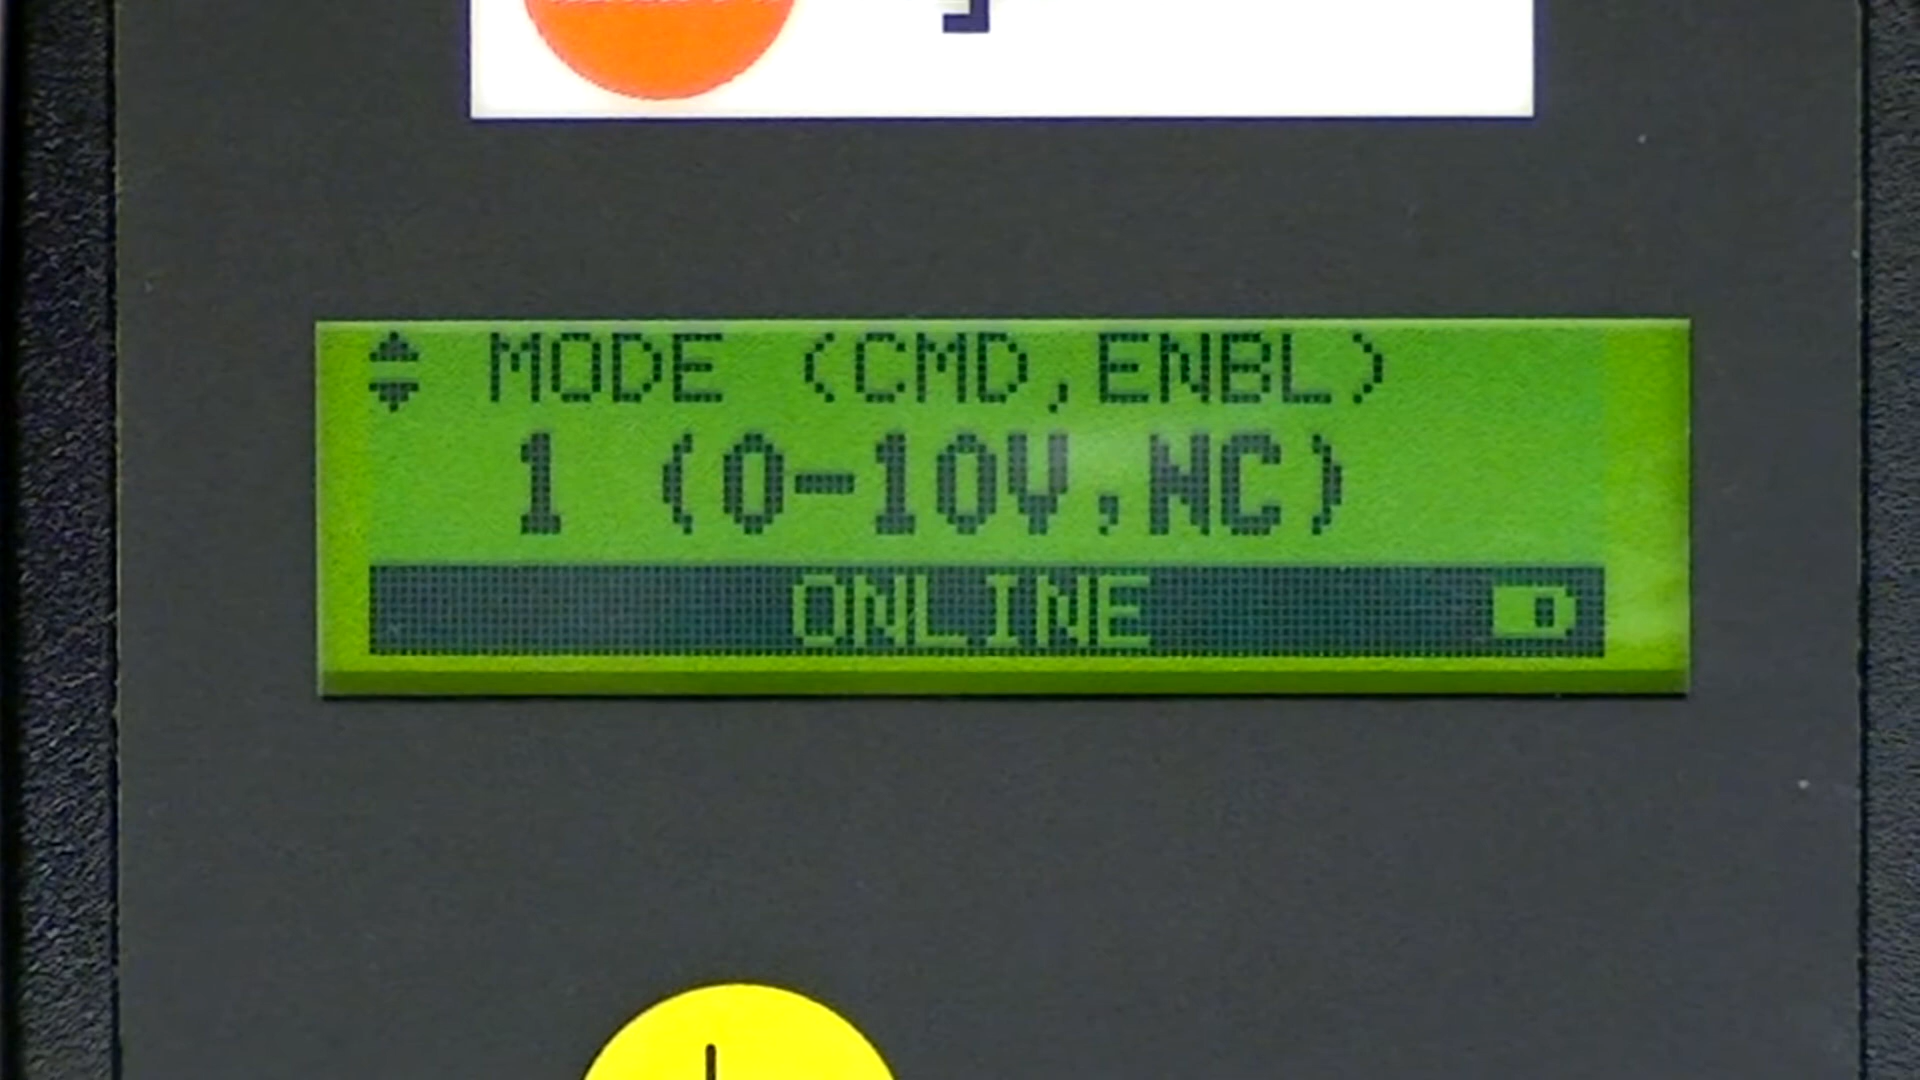 MODE (CMD,ENBL)
1 (0-10V,NC)
ONLINE